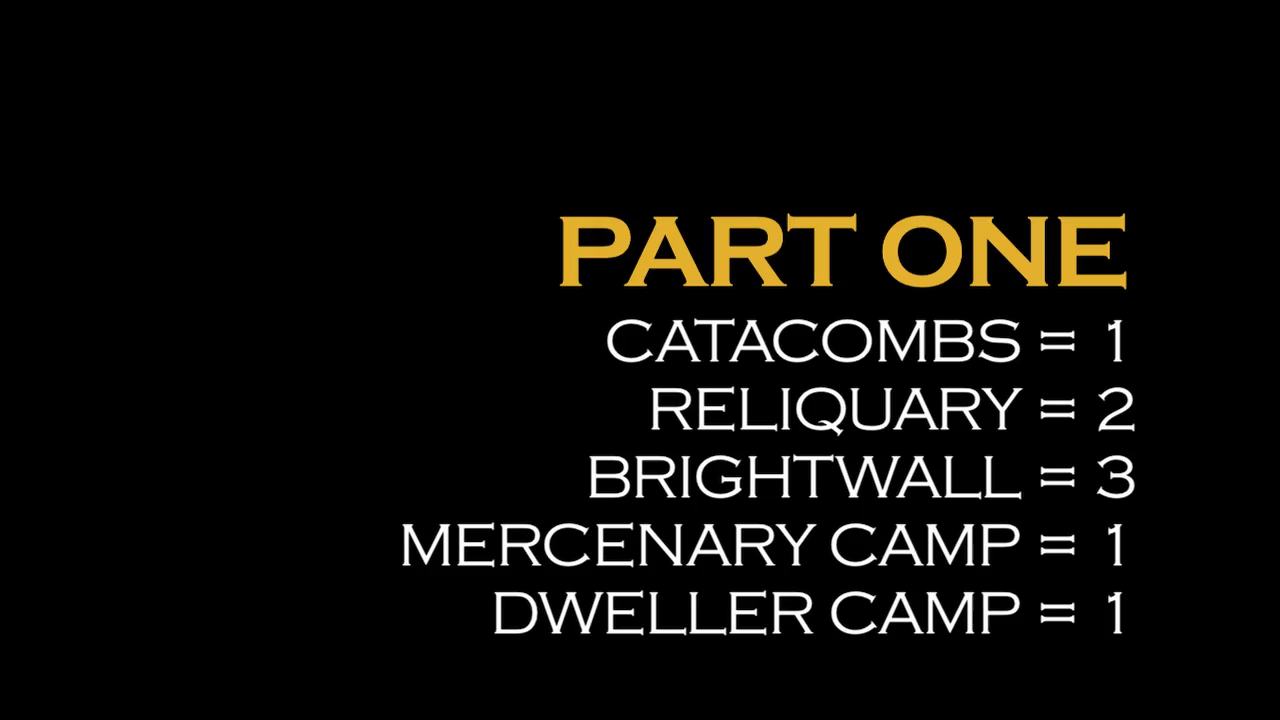 PART ONE
CATACOMBS = 1
RELIQUARY = 2
BRIGHTWALL = 3
MERCENARY CAMP = 1
DWELLER CAMP = 1